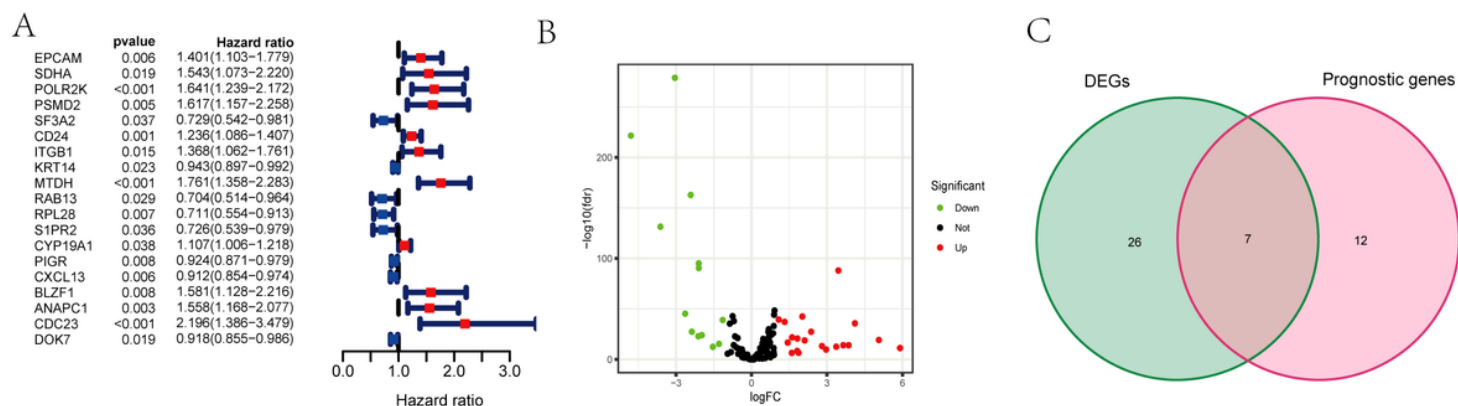 A
pvalue Hazard ratio
EPCAM 0.006 1.401(1.103−1.779)
SDHA 0.019 1.543(1.073−2.220)
POLR2K <0.001 1.641(1.239−2.172)
PSMD2 0.005 1.617(1.157−2.258)
SF3A2 0.037 0.729(0.542−0.981)
CD24 0.001 1.236(1.086−1.407)
ITGB1 0.015 1.368(1.062−1.761)
KRT14 0.023 0.943(0.897−0.992)
MTDH <0.001 1.761(1.358−2.283)
RAB13 0.029 0.704(0.514−0.964)
RPL28 0.007 0.711(0.554−0.913)
S1PR2 0.036 0.726(0.539−0.979)
CYP19A1 0.038 1.107(1.006−1.218)
PIGR 0.008 0.924(0.871−0.979)
CXCL13 0.006 0.912(0.854−0.974)
BLZF1 0.008 1.581(1.128−2.216)
ANAPC1 0.003 1.558(1.168−2.077)
CDC23 <0.001 2.196(1.386−3.479)
DOK7 0.019 0.918(0.855−0.986)
0.0 1.0 2.0 3.0
Hazard ratio
B
−log10(fdr)
200
100
0
−3 0 3 6
logFC
Significant
Down
Not
Up
C
DEGs
Prognostic genes
26 7 12